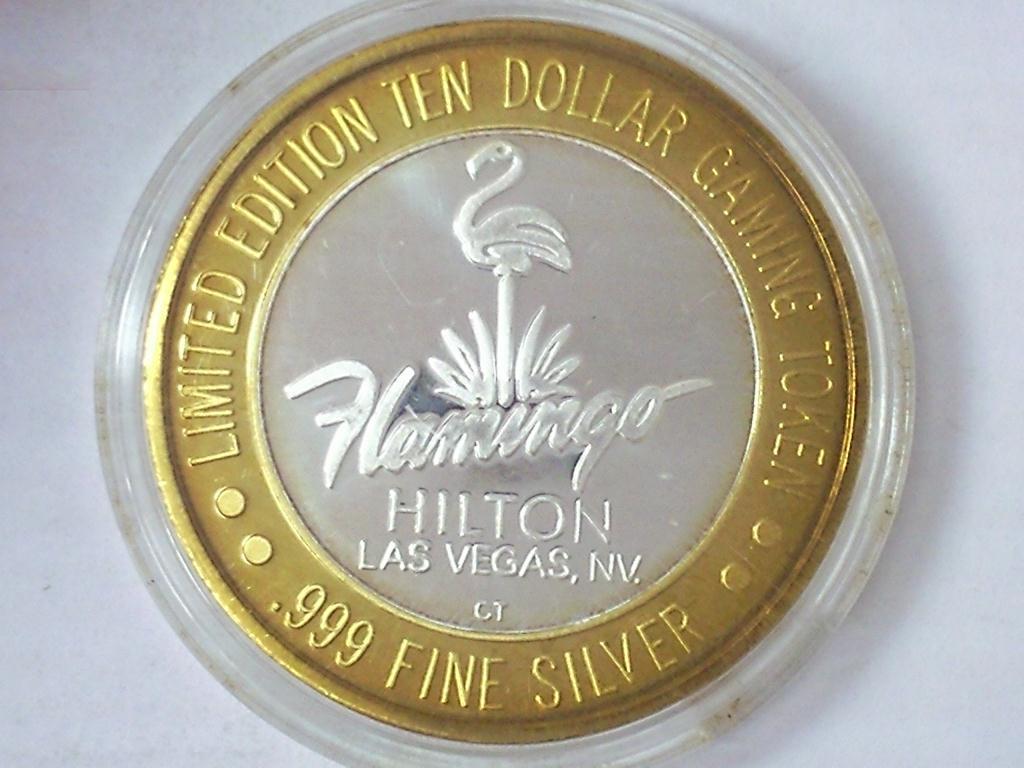 LIMITED EDITION TEN DOLLAR GAMING TOKEN
Flamingo
HILTON
LAS VEGAS, NV.
CT
.999 FINE SILVER